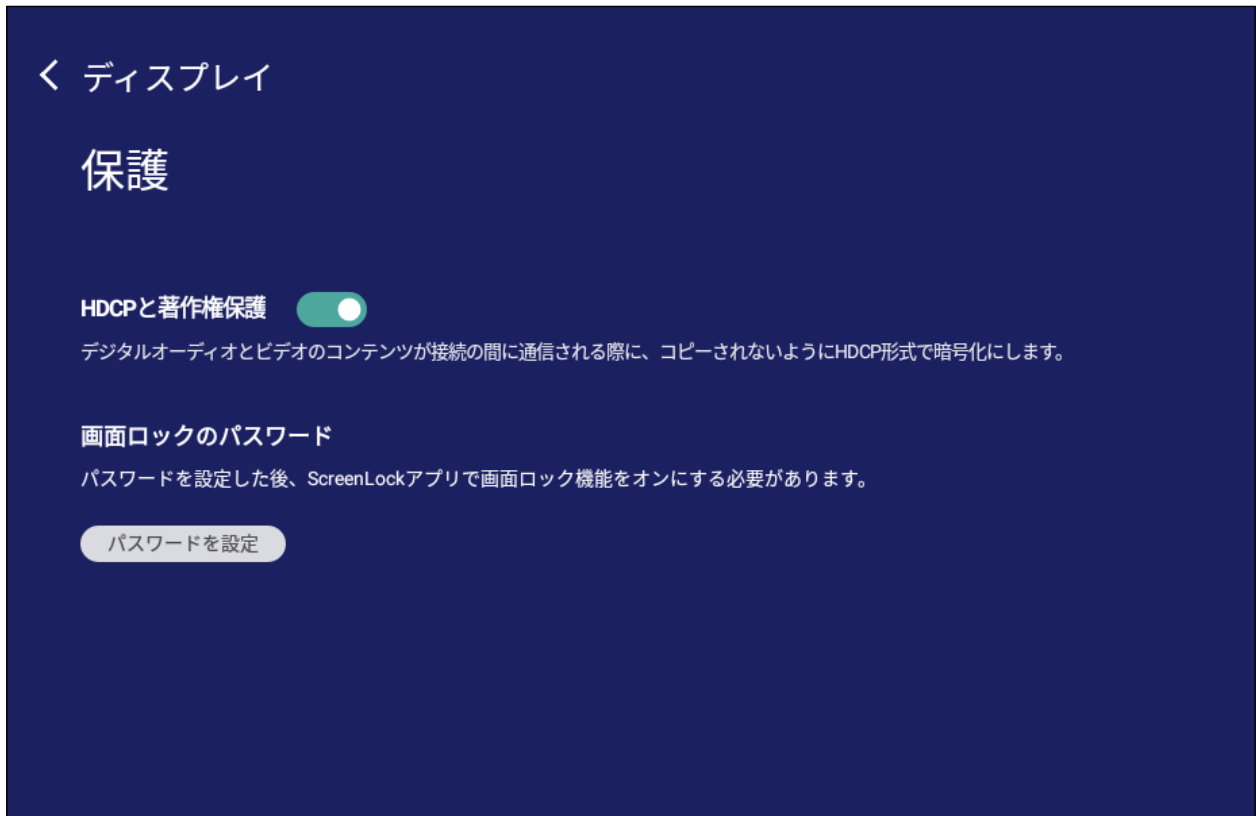 ディスプレイ
保護
HDCPと著作権保護
デジタルオーディオとビデオのコンテンツが接続の間に通信される際に、コピーされないようにHDCP形式で暗号化にします。
画面ロックのパスワード
パスワードを設定した後、ScreenLockアプリで画面ロック機能をオンにする必要があります。
パスワードを設定